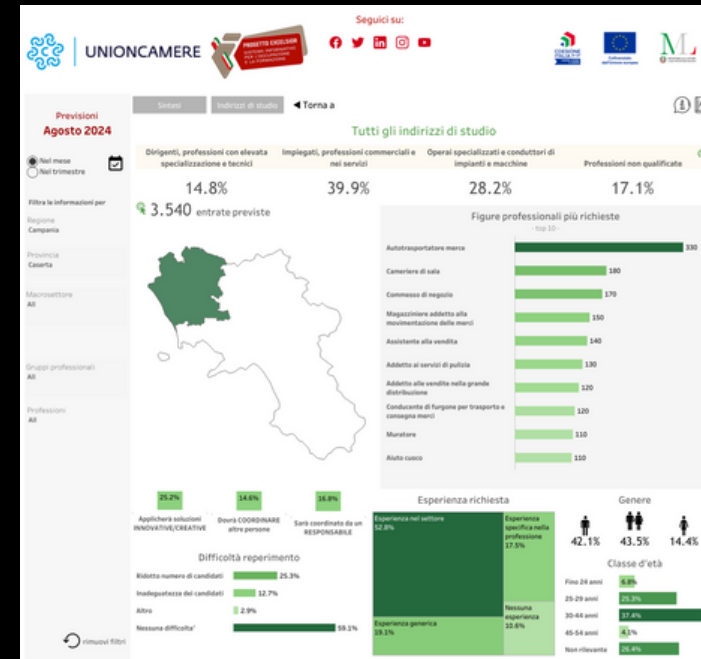 Seguici su:
UNIONCAMERE
PROGETTO EXCELSIOR
SISTEMA INFORMATIVO
PER L'OCCUPAZIONE
E LA FORMAZIONE
COESIONE
ITALIA 21-27
ML
Previsioni
Agosto 2024
Nel mese
Nel trimestre
Filtra le informazioni per
Regione
Campania
Provincia
Caserta
Macrosettore
All
Gruppi professionali
All
Professioni
All
rimuovi filtri
Sintesi
Indirizzi di studio
Torna a
Tutti gli indirizzi di studio
Dirigenti, professioni con elevata
specializzazione e tecnici
14.8%
Impiegati, professioni commerciali e
nei servizi
39.9%
Operai specializzati e conduttori di
impianti e macchine
28.2%
Professioni non qualificate
17.1%
3.540 entrate previste
Figure professionali più richieste
- top 10 -
Autotrasportatore merce 330
Cameriere di sala 180
Commesso di negozio 170
Magazziniere addetto alla
movimentazione delle merci 150
Assistente alla vendita 140
Addetto ai servizi di pulizia 130
Addetto alle vendite nella grande
distribuzione 120
Conducente di furgone per trasporto e
consegna merci 120
Muratore 110
Aiuto cuoco 110
25.2%
Applicherà soluzioni
INNOVATIVE/CREATIVE
14.6%
Dovrà COORDINARE
altre persone
16.8%
Sarà coordinato da un
RESPONSABILE
Difficoltà reperimento
Ridotto numero di candidati 25.3%
Inadeguatezza dei candidati 12.7%
Altro 2.9%
Nessuna difficolta' 59.1%
Esperienza richiesta
Esperienza nel settore
52.8%
Esperienza
specifica nella
professione
17.5%
Esperienza generica
19.1%
Nessuna
esperienza
10.6%
Genere
42.1% 43.5% 14.4%
Classe d'età
Fino 24 anni 6.8%
25-29 anni 25.3%
30-44 anni 37.4%
45-54 anni 4.1%
Non rilevante 26.4%